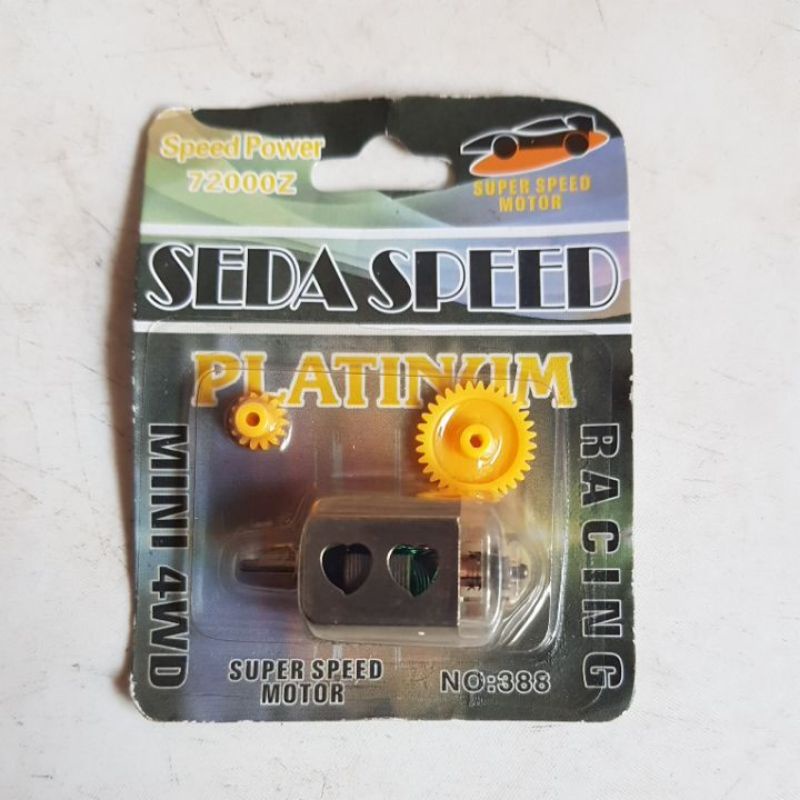 Speed Power
72000Z
SUPER SPEED
MOTOR
SEDA SPEED
PLATINUM
MINI 4WD
RACING
SUPER SPEED
MOTOR
NO:388